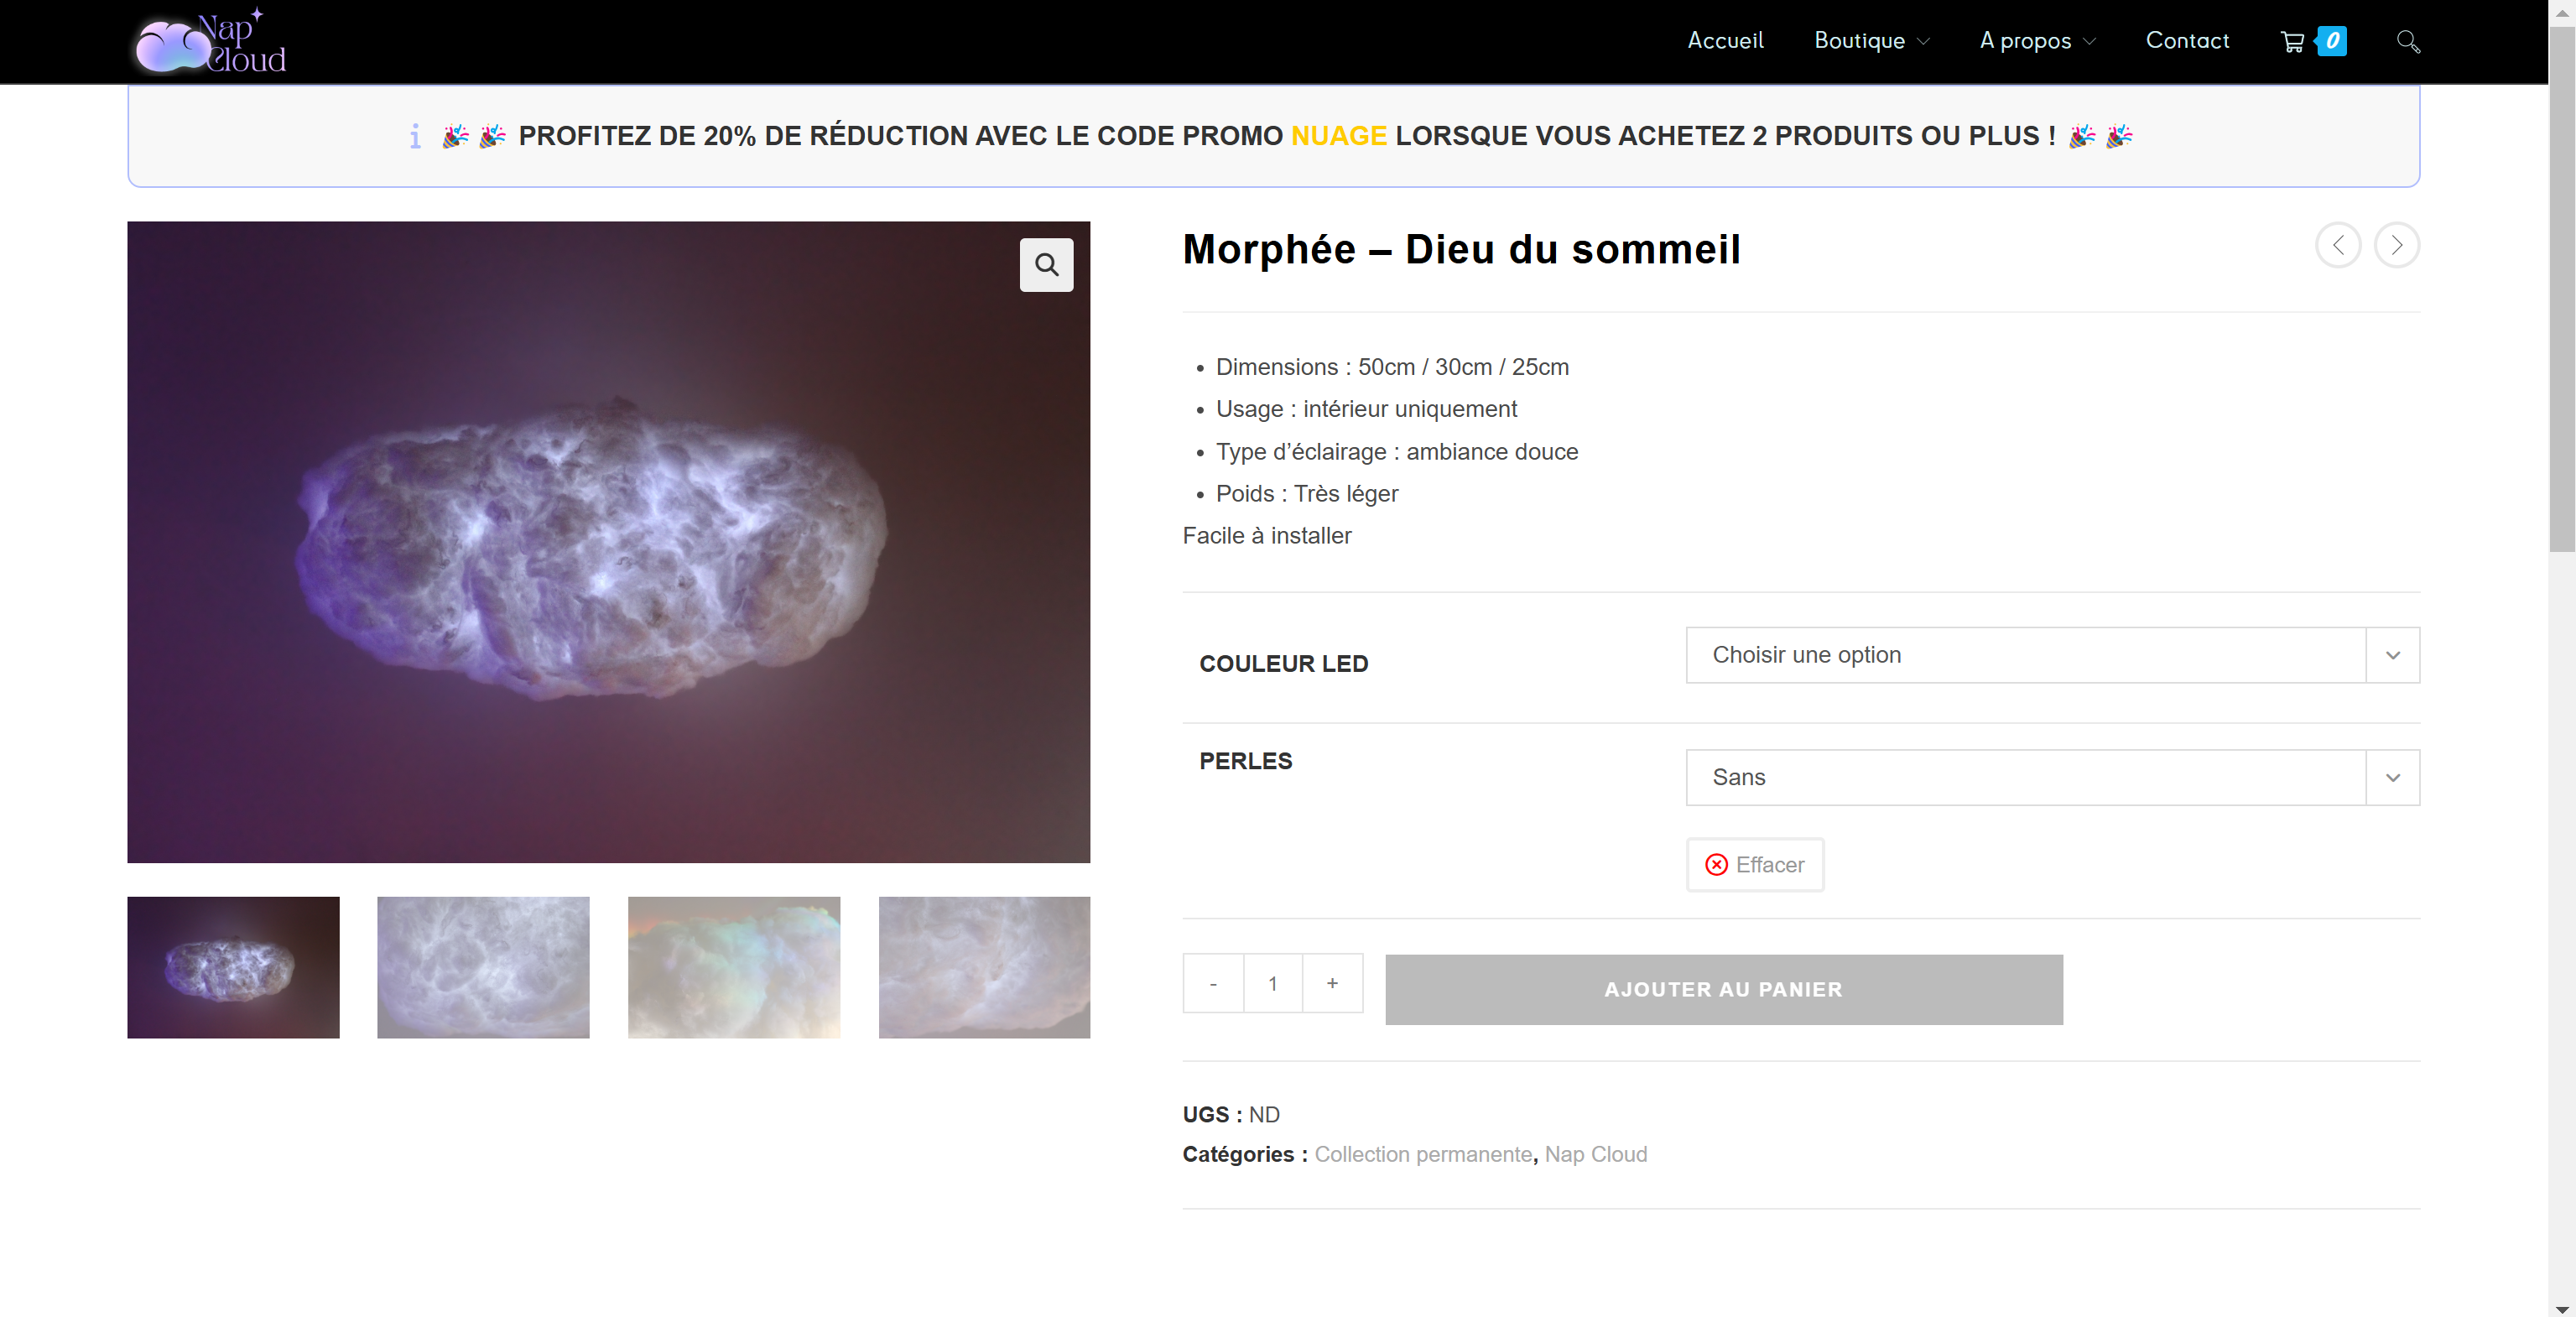 Nap
Cloud
Accueil
Boutique
A propos
Contact
0
🎉 🎉 PROFITEZ DE 20% DE RÉDUCTION AVEC LE CODE PROMO NUAGE LORSQUE VOUS ACHETEZ 2 PRODUITS OU PLUS ! 🎉 🎉
Morphée – Dieu du sommeil
• Dimensions : 50cm / 30cm / 25cm
• Usage : intérieur uniquement
• Type d’éclairage : ambiance douce
• Poids : Très léger
Facile à installer
COULEUR LED
Choisir une option
PERLES
Sans
Effacer
- 1 +
AJOUTER AU PANIER
UGS : ND
Catégories : Collection permanente, Nap Cloud